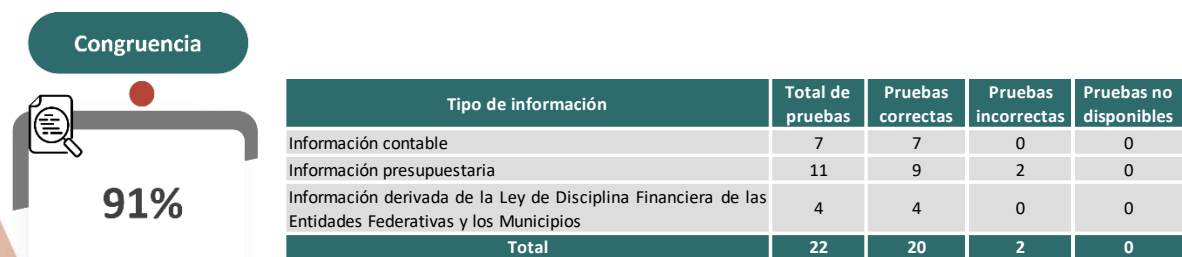 Congruencia
91%
Tipo de información
Total de pruebas
Pruebas correctas
Pruebas incorrectas
Pruebas no disponibles
Información contable 7 7 0 0
Información presupuestaria 11 9 2 0
Información derivada de la Ley de Disciplina Financiera de las
Entidades Federativas y los Municipios 4 4 0 0
Total 22 20 2 0